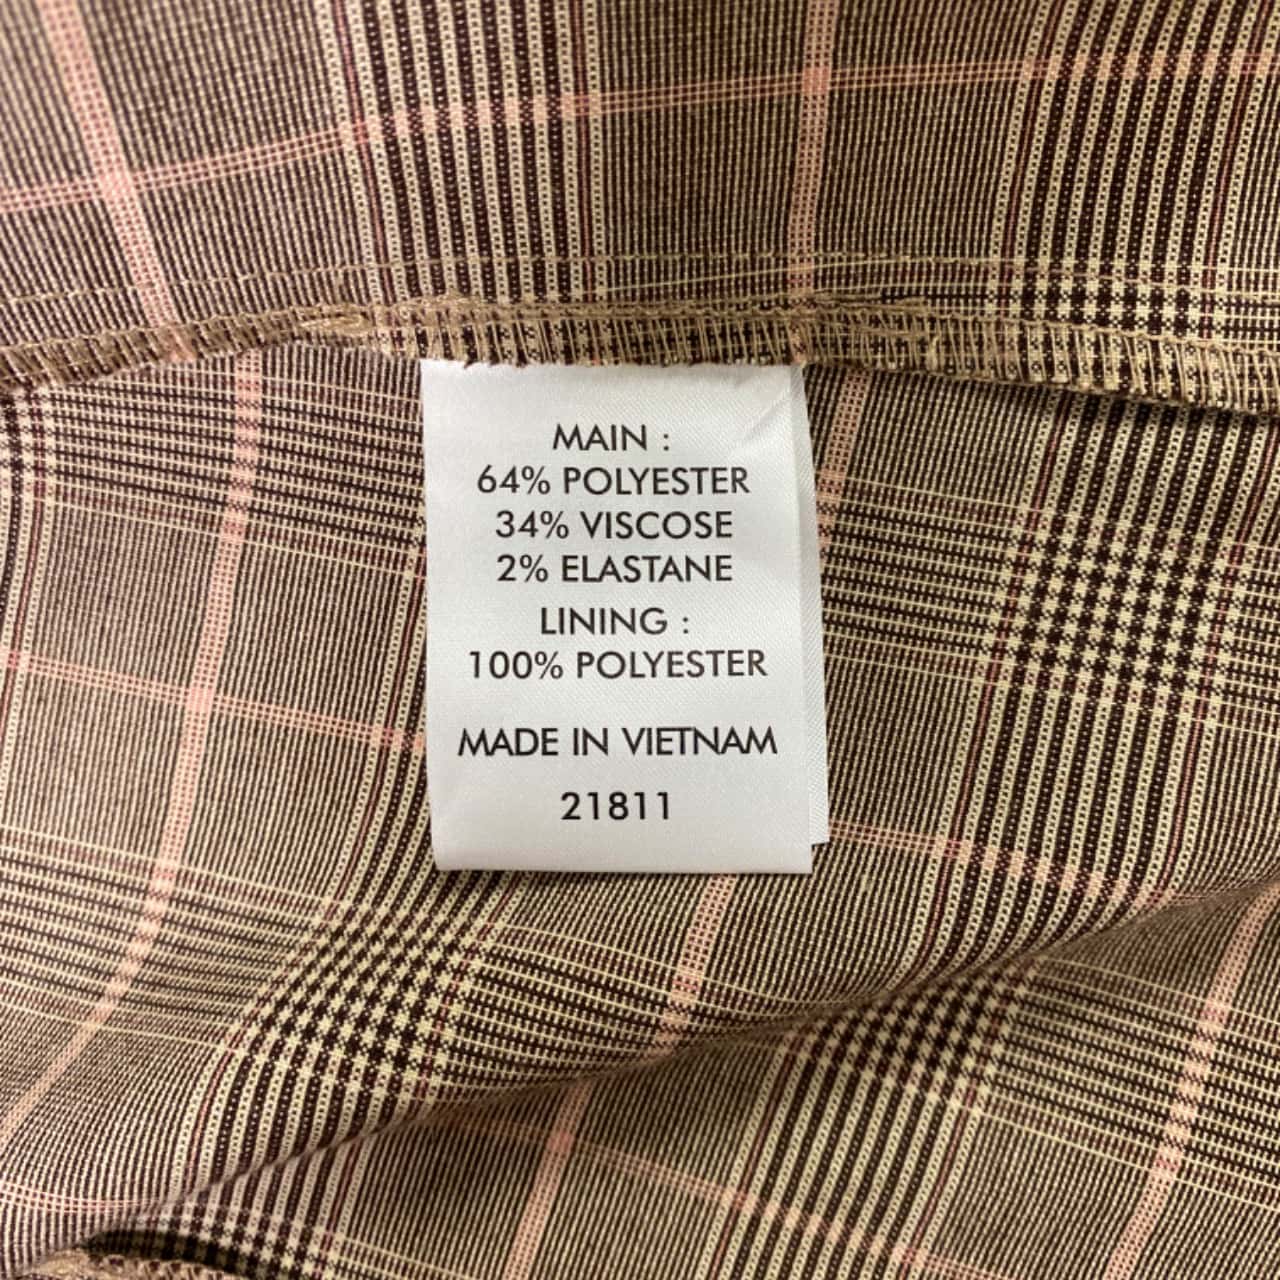 MAIN :
64% POLYESTER
34% VISCOSE
2% ELASTANE
LINING :
100% POLYESTER
MADE IN VIETNAM
21811